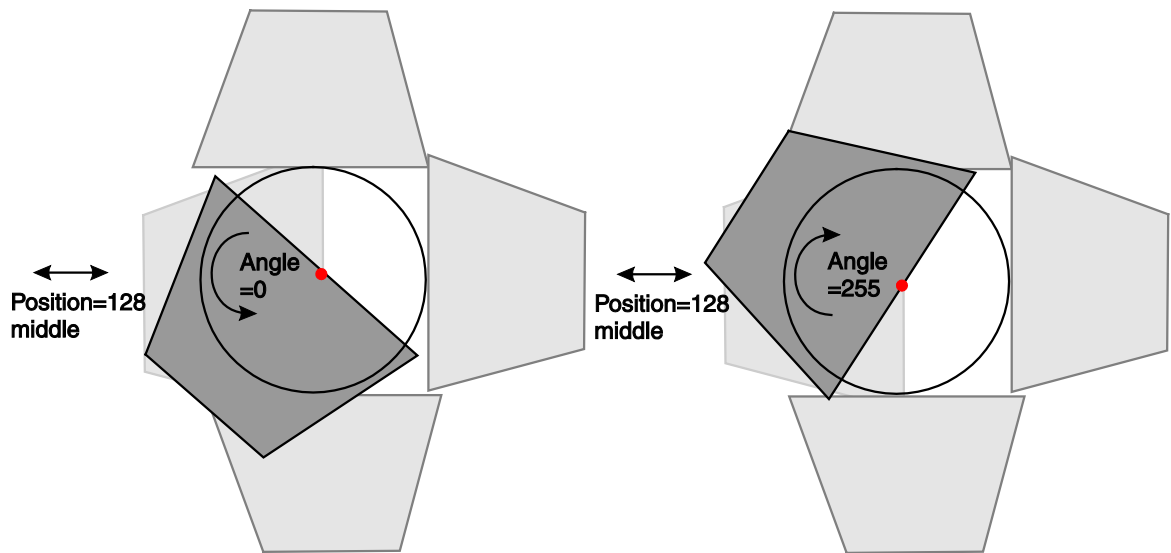 Angle
=0
Position=128
middle
Angle
=255
Position=128
middle